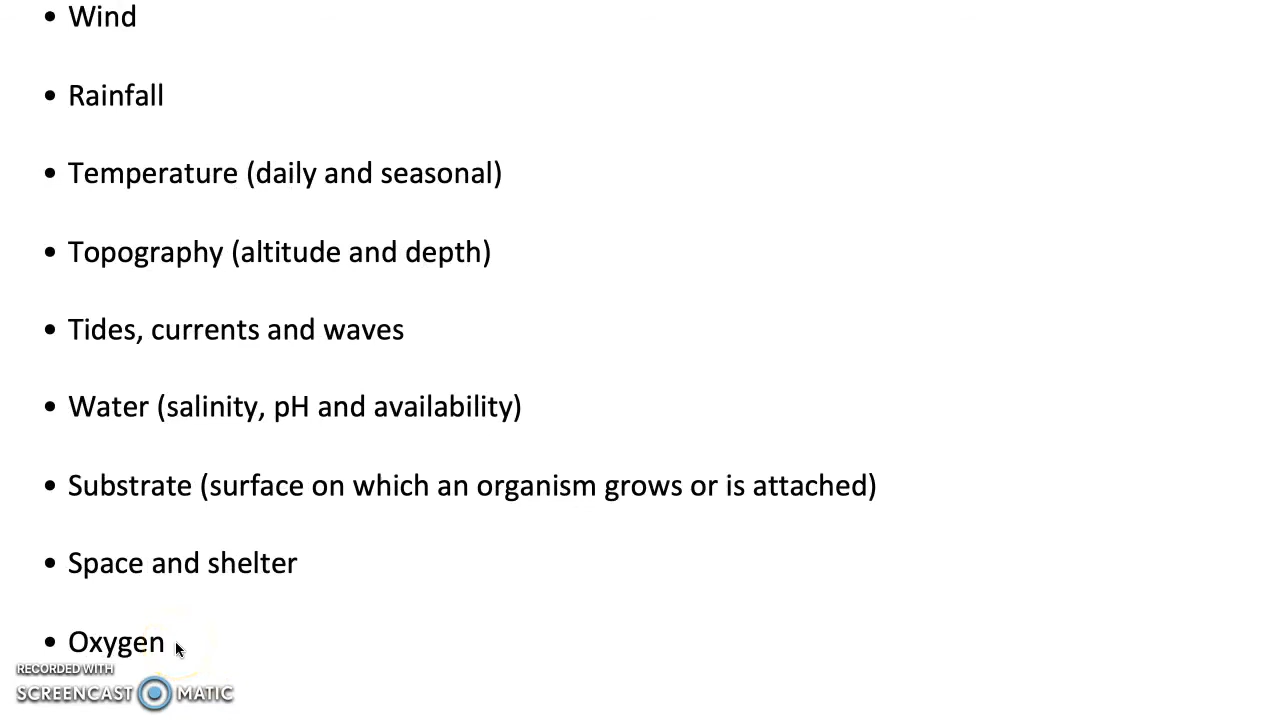 • Wind
• Rainfall
• Temperature (daily and seasonal)
• Topography (altitude and depth)
• Tides, currents and waves
• Water (salinity, pH and availability)
• Substrate (surface on which an organism grows or is attached)
• Space and shelter
• Oxygen
RECORDED WITH
SCREENCAST MATIC